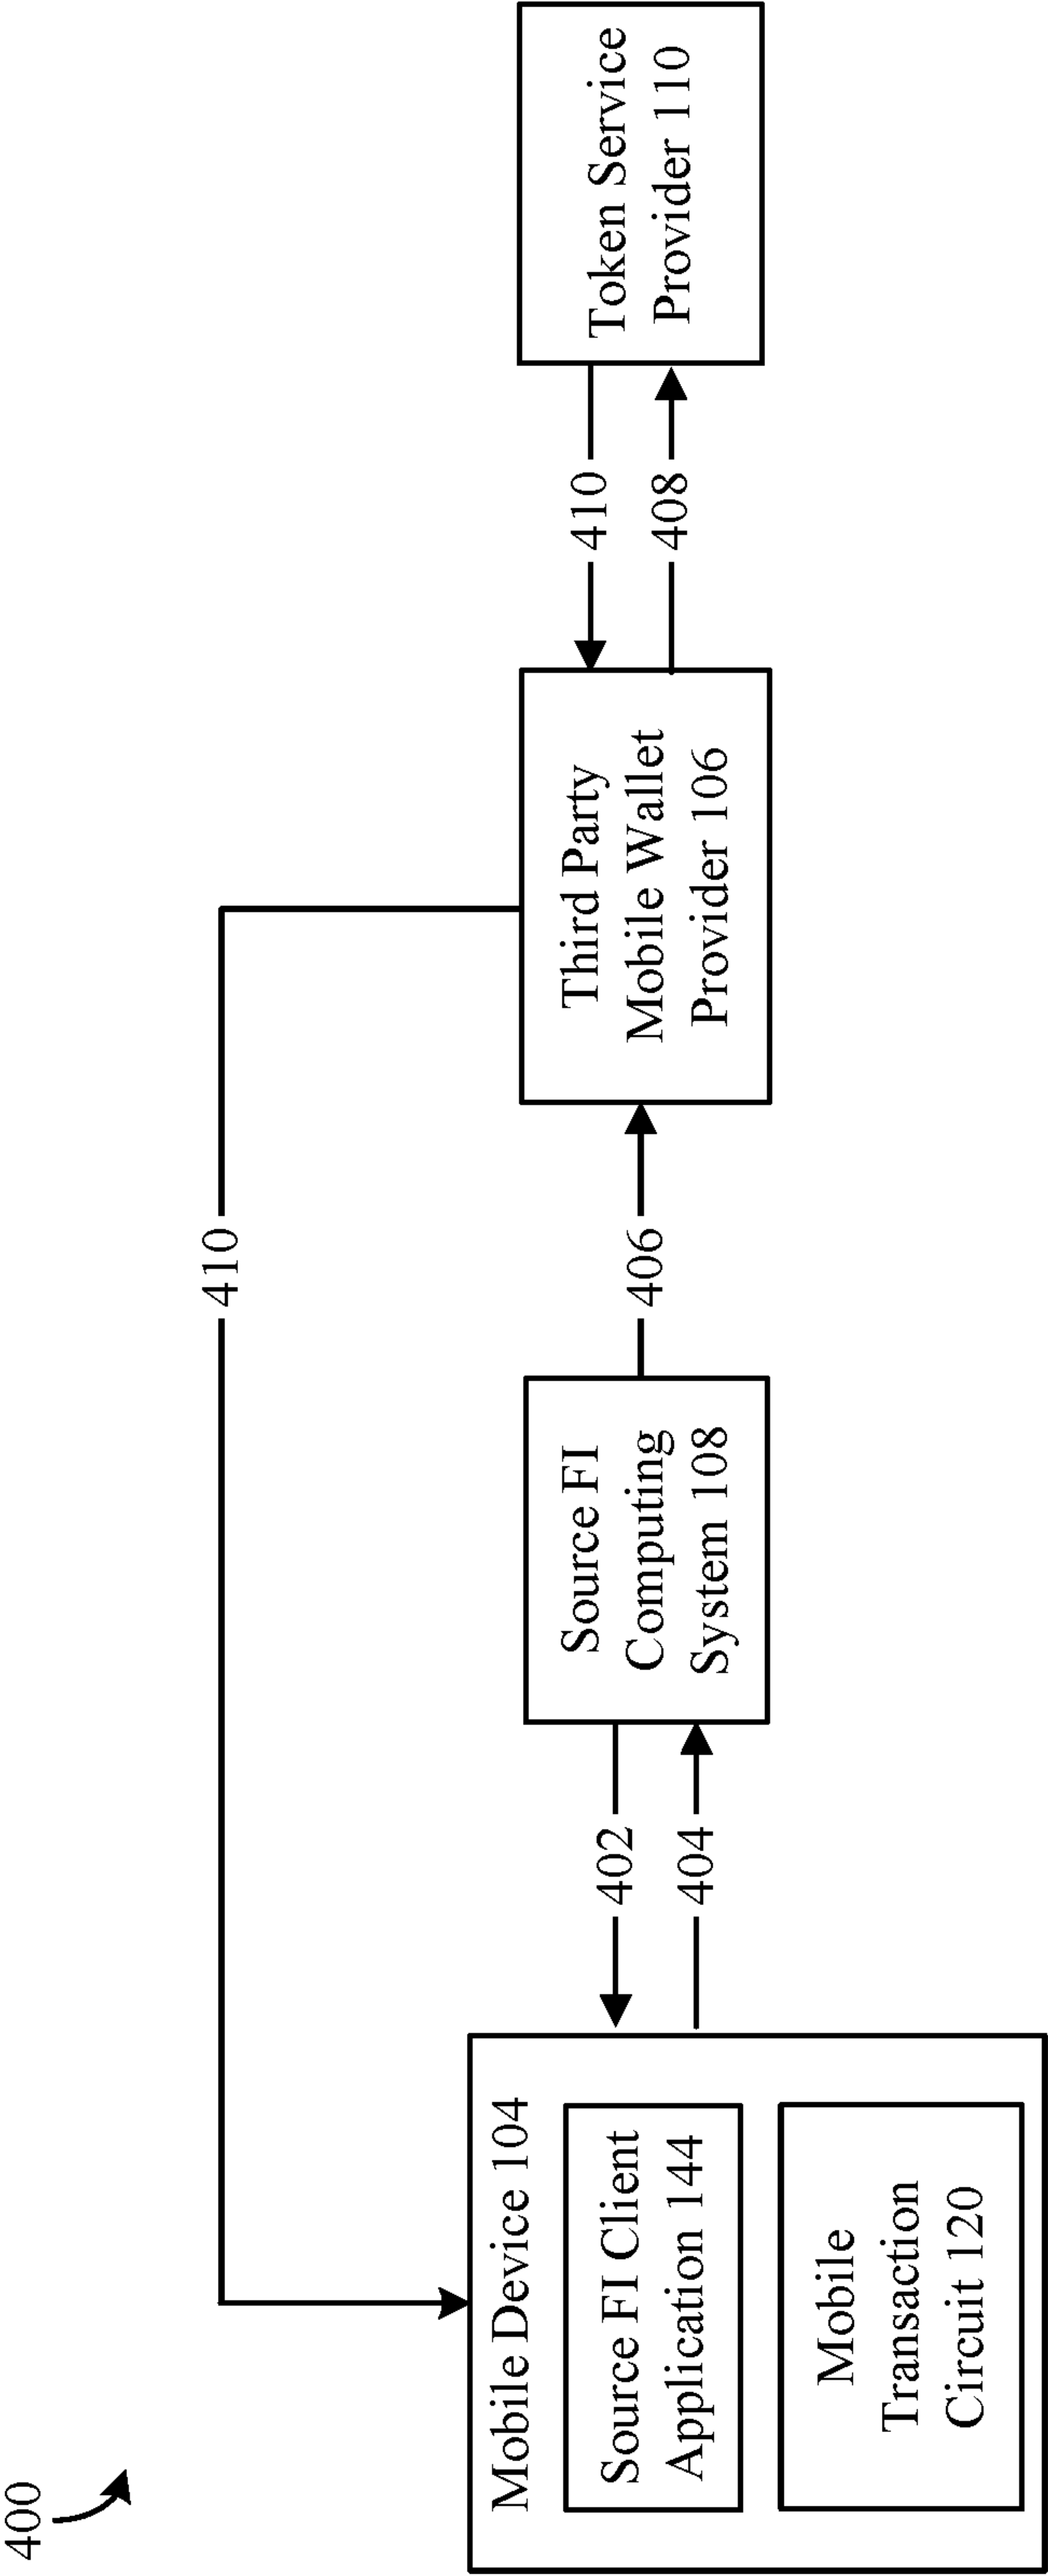 400
410
Mobile Device 104
Source FI Client
Application 144
Mobile
Transaction
Circuit 120
402
404
Source FI
Computing
System 108
406
Third Party
Mobile Wallet
Provider 106
410
408
Token Service
Provider 110